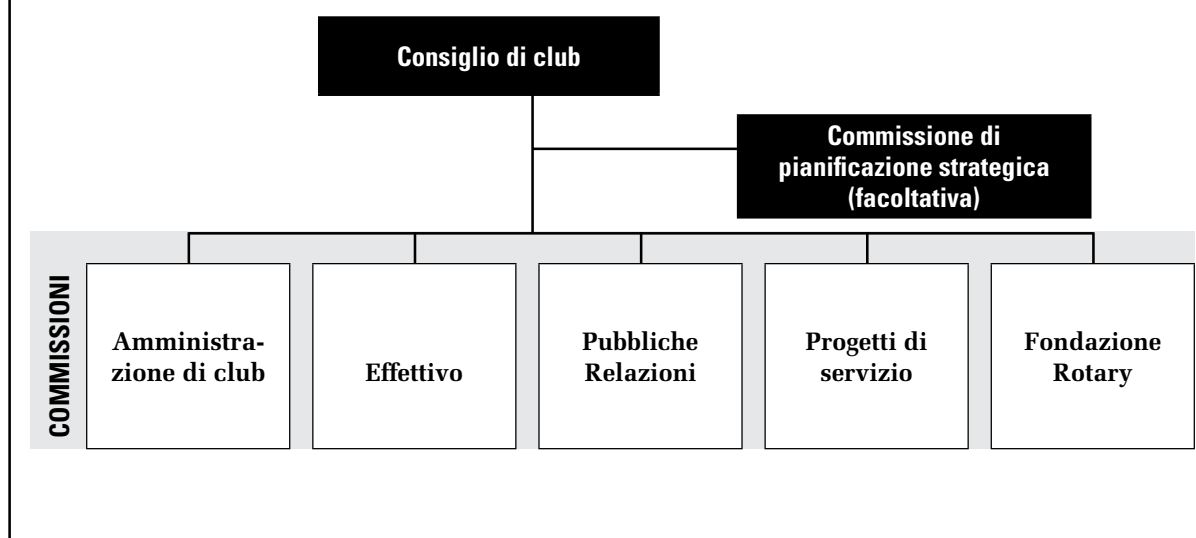 Consiglio di club
Commissione di
pianificazione strategica
(facoltativa)
COMMISSIONI
Amministra-
zione di club
Effettivo
Pubbliche
Relazioni
Progetti di
servizio
Fondazione
Rotary